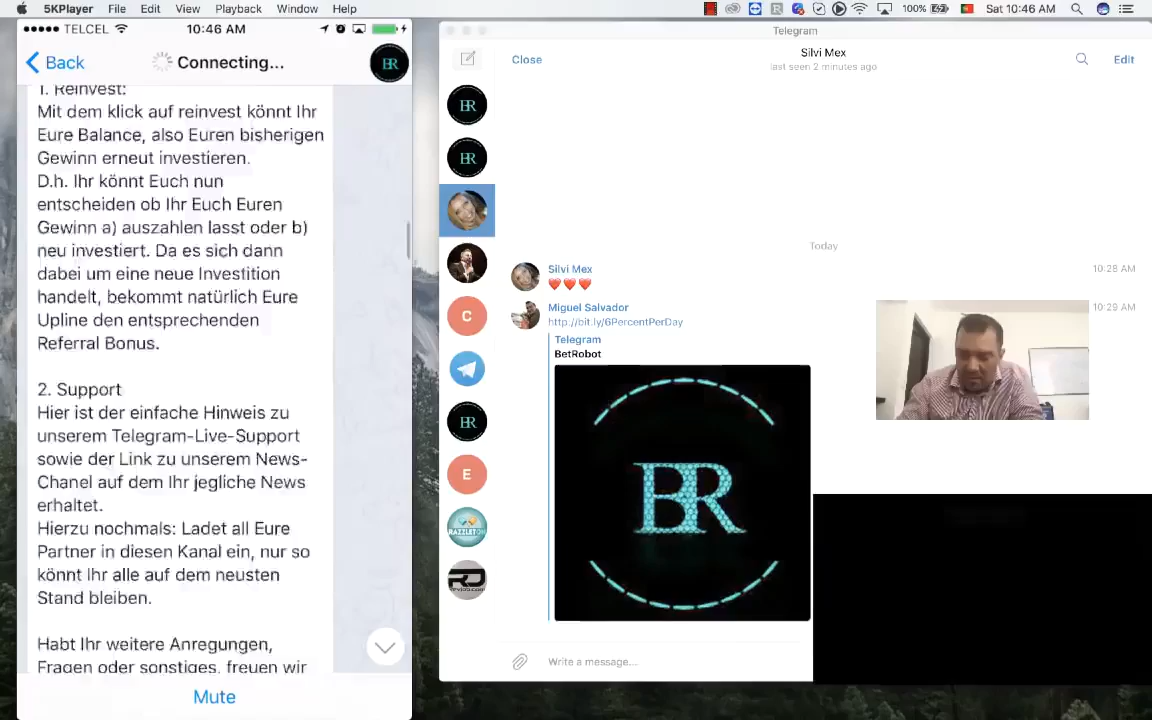 5KPlayer File Edit View Playback Window Help
100% Sat 10:46 AM
TELCEL 10:46 AM
Back Connecting... BR
1. Reinvest:
Mit dem klick auf reinvest könnt Ihr
Eure Balance, also Euren bisherigen
Gewinn erneut investieren.
D.h. Ihr könnt Euch nun
entscheiden ob Ihr Euch Euren
Gewinn a) auszahlen lasst oder b)
neu investiert. Da es sich dann
dabei um eine neue Investition
handelt, bekommt natürlich Eure
Upline den entsprechenden
Referral Bonus.
2. Support
Hier ist der einfache Hinweis zu
unserem Telegram-Live-Support
sowie der Link zu unserem News-
Chanel auf dem Ihr jegliche News
erhaltet.
Hierzu nochmals: Ladet all Eure
Partner in diesen Kanal ein, nur so
könnt Ihr alle auf dem neusten
Stand bleiben.
Habt Ihr weitere Anregungen,
Fragen oder sonstiges, freuen wir
Mute
Telegram
Close
Silvi Mex
last seen 2 minutes ago
Edit
BR
BR
C
BR
E
RAZZLETON
RD
Today
Silvi Mex 10:28 AM
Miguel Salvador 10:29 AM
http://bit.ly/6PercentPerDay
Telegram
BetRobot
BR
Write a message...